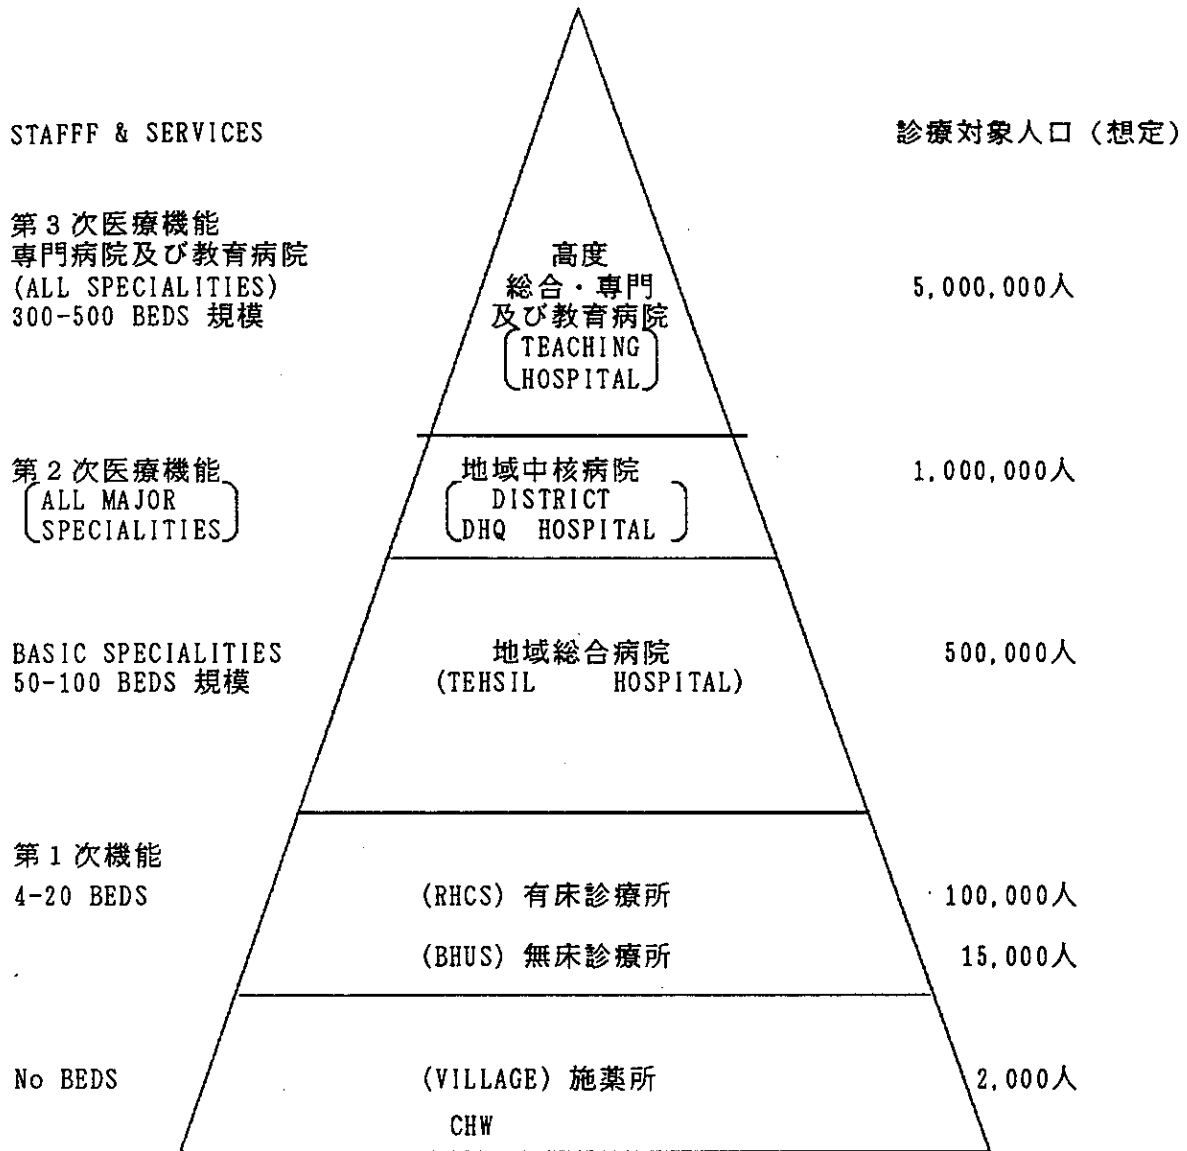 STAFFF & SERVICES 診療対象人口（想定）
第3次医療機能
専門病院及び教育病院 高度
(ALL SPECIALITIES) 総合・専門 5,000,000人
300-500 BEDS 規模 及び教育病院
TEACHING
HOSPITAL
第2次医療機能 地域中核病院 1,000,000人
ALL MAJOR DISTRICT
SPECIALITIES DHQ HOSPITAL
BASIC SPECIALITIES 地域総合病院 500,000人
50-100 BEDS 規模 (TEHSIL HOSPITAL)
第1次機能
4-20 BEDS (RHCS) 有床診療所 100,000人
(BHUS) 無床診療所 15,000人
No BEDS (VILLAGE) 施薬所 2,000人
CHW